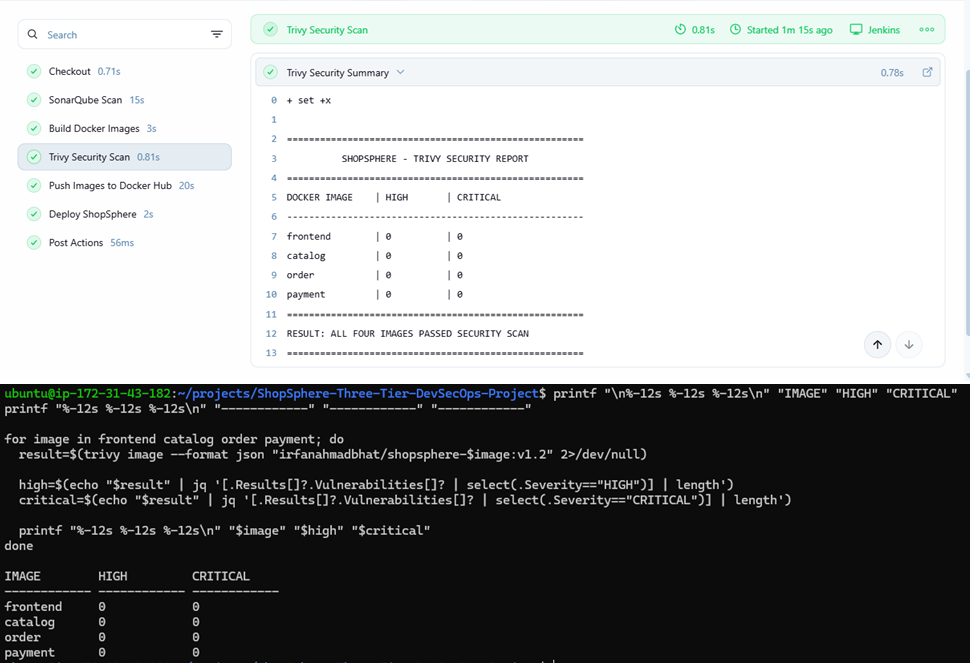 Search
Checkout 0.71s
SonarQube Scan 15s
Build Docker Images 3s
Trivy Security Scan 0.81s
Push Images to Docker Hub 20s
Deploy ShopSphere 2s
Post Actions 56ms
Trivy Security Scan 0.81s Started 1m 15s ago Jenkins
Trivy Security Summary 0.78s
0 + set +x
1
2 ======================================================
3 SHOPSPHERE - TRIVY SECURITY REPORT
4 ======================================================
5 DOCKER IMAGE | HIGH | CRITICAL
6 ------------------------------------------------------
7 frontend | 0 | 0
8 catalog | 0 | 0
9 order | 0 | 0
10 payment | 0 | 0
11 ======================================================
12 RESULT: ALL FOUR IMAGES PASSED SECURITY SCAN
13 ======================================================
ubuntu@ip-172-31-43-182:~/projects/ShopSphere-Three-Tier-DevSecOps-Project$ printf "\n%-12s %-12s %-12s\n" "IMAGE" "HIGH" "CRITICAL"
printf "%-12s %-12s %-12s\n" "------------" "------------" "------------"
for image in frontend catalog order payment; do
result=$(trivy image --format json "irfanahmadbhat/shopsphere-$image:v1.2" 2>/dev/null)
high=$(echo "$result" | jq '[.Results[]?.Vulnerabilities[]? | select(.Severity=="HIGH")] | length')
critical=$(echo "$result" | jq '[.Results[]?.Vulnerabilities[]? | select(.Severity=="CRITICAL")] | length')
printf "%-12s %-12s %-12s\n" "$image" "$high" "$critical"
done
IMAGE HIGH CRITICAL
------------ ------------ ------------
frontend 0 0
catalog 0 0
order 0 0
payment 0 0